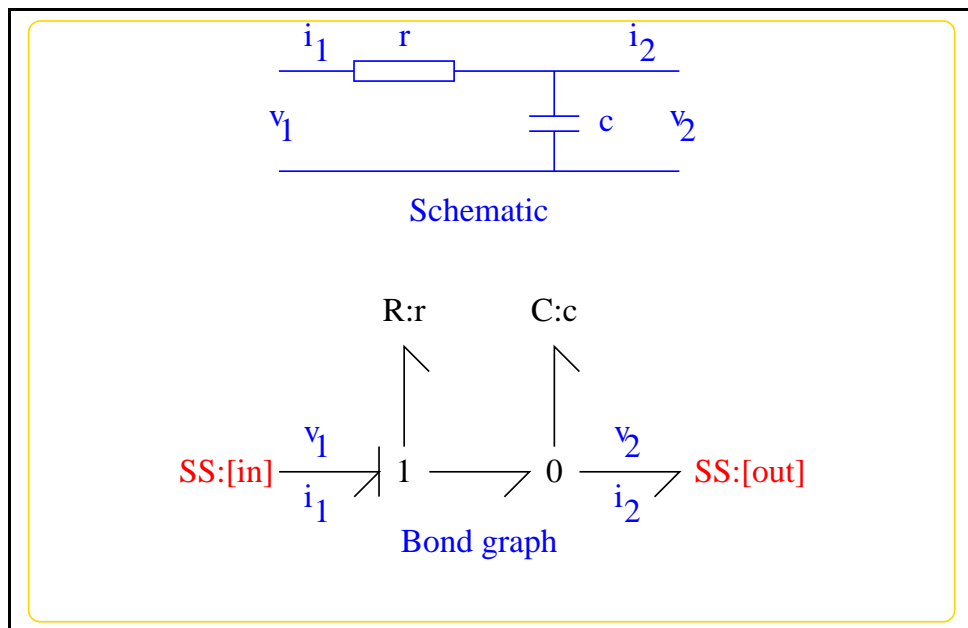 i1 r i2
v1 c v2
Schematic
R:r C:c
v1 v2
SS:[in] 1 0 SS:[out]
i1 i2
Bond graph